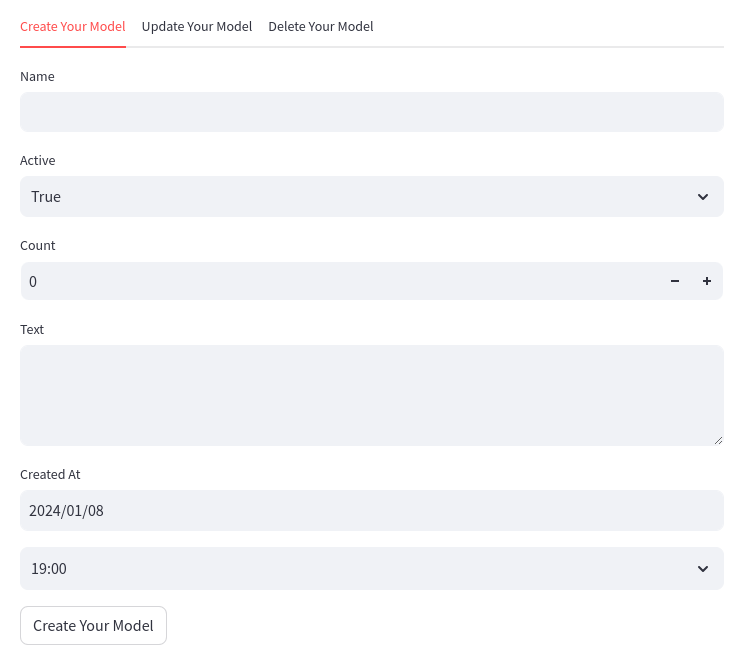 Create Your Model Update Your Model Delete Your Model
Name
Active
True
Count
0
Text
Created At
2024/01/08
19:00
Create Your Model